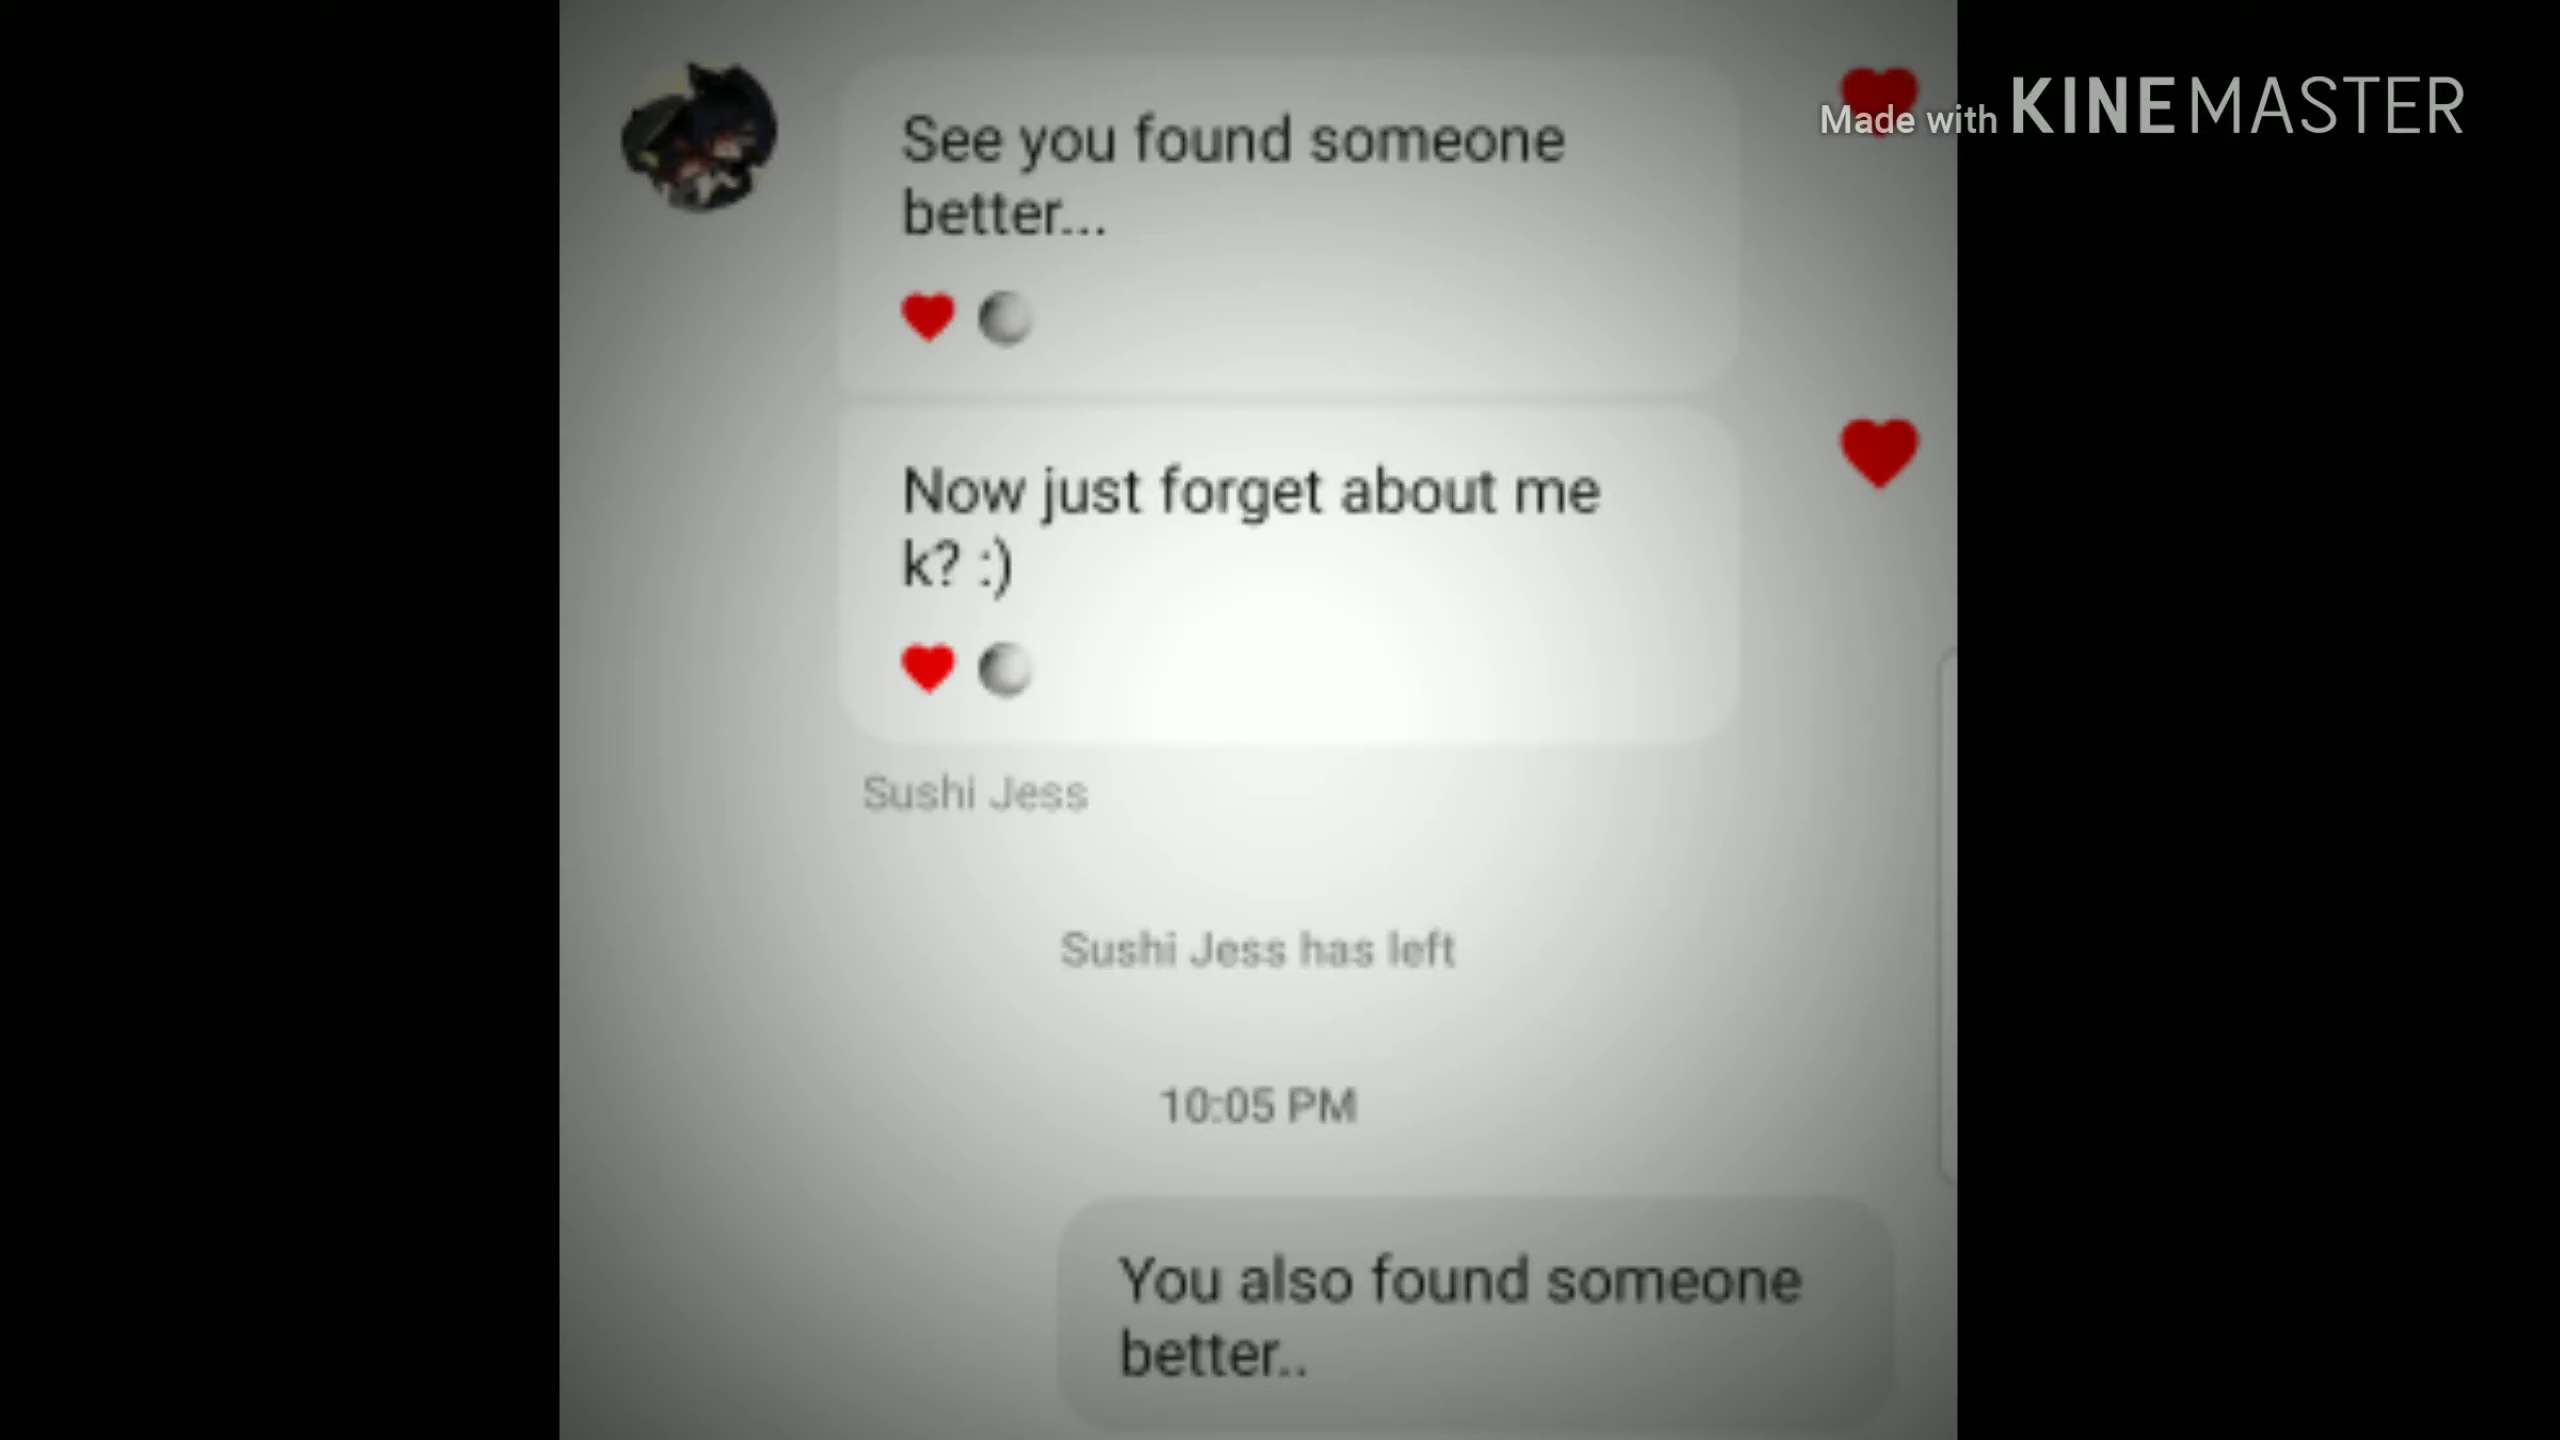 Made with KINEMASTER
See you found someone
better...
Now just forget about me
k? :)
Sushi Jess
Sushi Jess has left
10:05 PM
You also found someone
better..